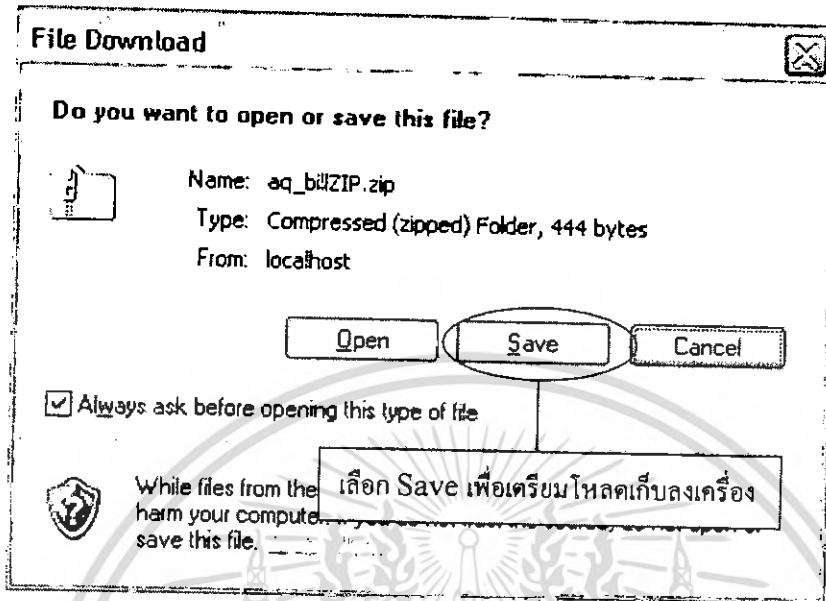 File Download
Do you want to open or save this file?
Name: aq_billZIP.zip
Type: Compressed (zipped) Folder, 444 bytes
From: localhost
Open Save Cancel
Always ask before opening this type of file
เลือก Save เพื่อเตรียมโหลดเก็บลงเครื่อง
While files from the
harm your compute
save this file.